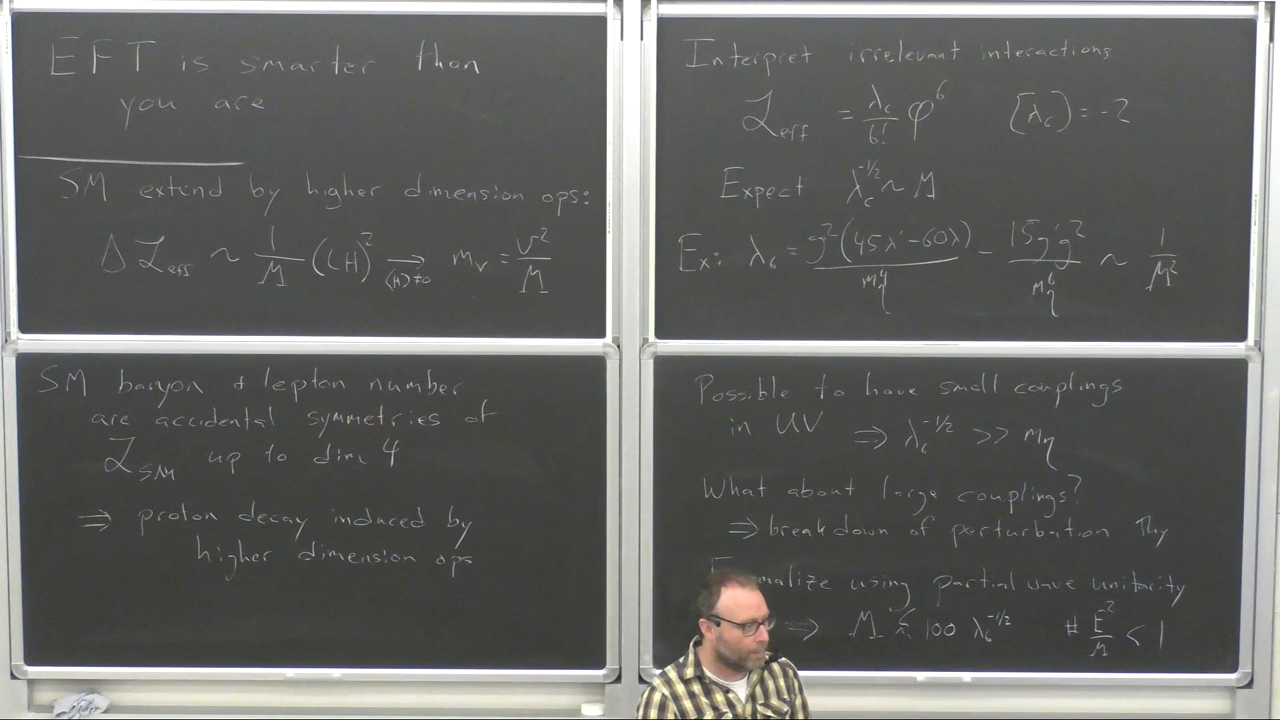 EFT is smarter than
you are
SM extend by higher dimension ops:
Δℒ_eff ~ 1/M (LH)² →_{⟨H⟩≠0} m_ν = v²/M
SM baryon & lepton number
are accidental symmetries of
ℒ_SM up to dim 4
⇒ proton decay induced by
higher dimension ops
Interpret irrelevant interactions
ℒ_eff = λ₆/6! φ⁶ [λ₆] = -2
Expect λ₆^{-1/2} ~ M
Ex: λ₆ = g²(45λ' - 60λ)/m_η⁴ - 15g'g²/m_η⁶ ~ 1/M²
Possible to have small couplings
in UV ⇒ λ₆^{-1/2} >> m_η
What about large couplings?
⇒ breakdown of perturbation Thy
using partial wave unitarity
⇒ M ≲ 100 λ₆^{-1/2} # E²/M < 1